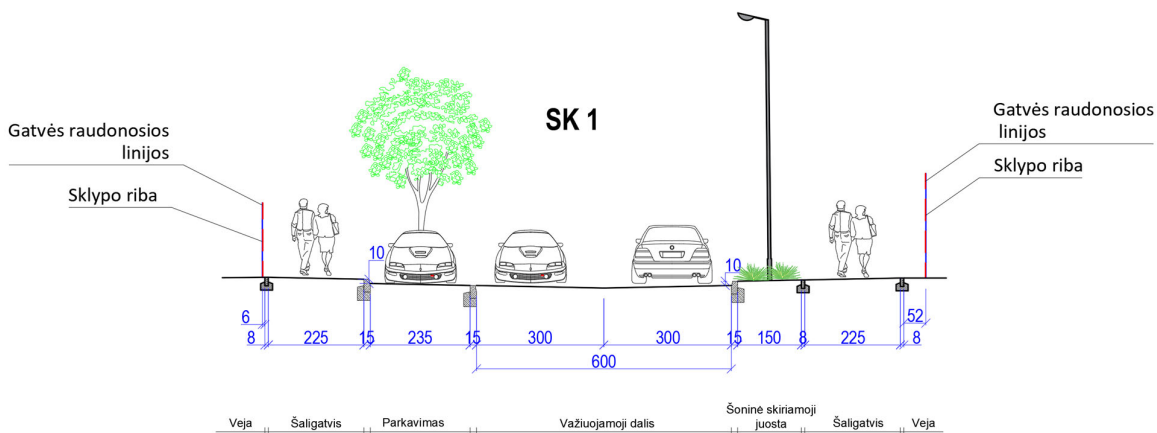 SK 1
Gatvės raudonosios
linijos
Sklypo riba
Gatvės raudonosios
linijos
Sklypo riba
10
10
6
52
8
225
15
235
15
300
300
15
150
8
225
8
600
Veja
Šaligatvis
Parkavimas
Važiuojamoji dalis
Šoninė skiriamoji
juosta
Šaligatvis
Veja